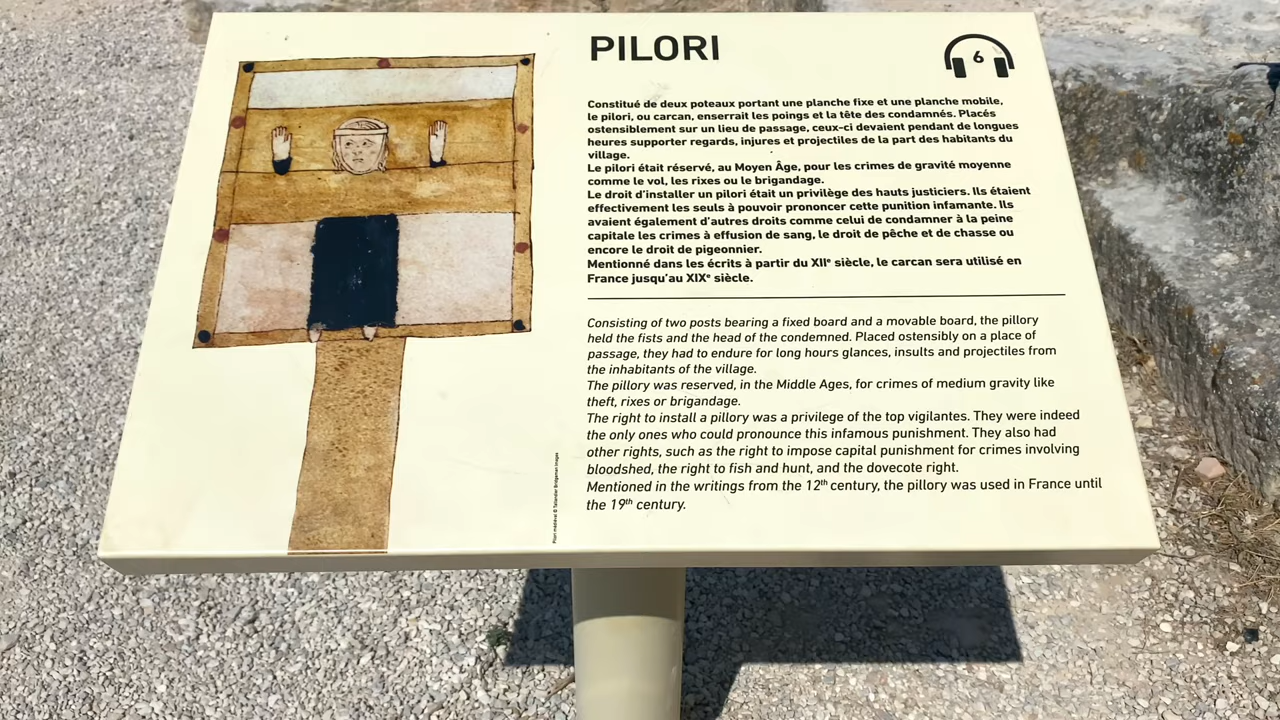 PILORI
6
Constitué de deux poteaux portant une planche fixe et une planche mobile,
le pilori, ou carcan, enserrait les poings et la tête des condamnés. Placés
ostensiblement sur un lieu de passage, ceux-ci devaient pendant de longues
heures supporter regards, injures et projectiles de la part des habitants du
village.
Le pilori était réservé, au Moyen Âge, pour les crimes de gravité moyenne
comme le vol, les rixes ou le brigandage.
Le droit d'installer un pilori était un privilège des hauts justiciers. Ils étaient
effectivement les seuls à pouvoir prononcer cette punition infamante. Ils
avaient également d'autres droits comme celui de condamner à la peine
capitale les crimes à effusion de sang, le droit de pêche et de chasse ou
encore le droit de pigeonnier.
Mentionné dans les écrits à partir du XIIe siècle, le carcan sera utilisé en
France jusqu'au XIXe siècle.
Consisting of two posts bearing a fixed board and a movable board, the pillory
held the fists and the head of the condemned. Placed ostensibly on a place of
passage, they had to endure for long hours glances, insults and projectiles from
the inhabitants of the village.
The pillory was reserved, in the Middle Ages, for crimes of medium gravity like
theft, rixes or brigandage.
The right to install a pillory was a privilege of the top vigilantes. They were indeed
the only ones who could pronounce this infamous punishment. They also had
other rights, such as the right to impose capital punishment for crimes involving
bloodshed, the right to fish and hunt, and the dovecote right.
Mentioned in the writings from the 12th century, the pillory was used in France until
the 19th century.
Pilori médiéval © Tallandier Bridgeman Images